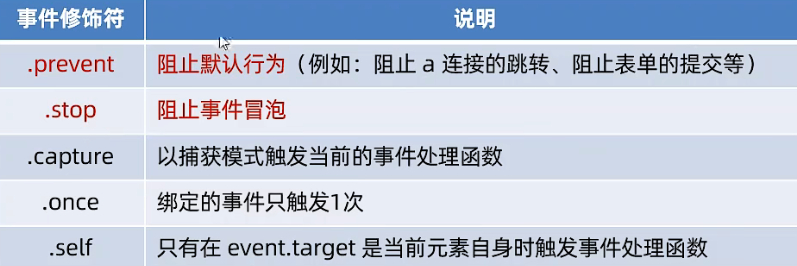 事件修饰符 说明
.prevent 阻止默认行为（例如：阻止 a 连接的跳转、阻止表单的提交等）
.stop 阻止事件冒泡
.capture 以捕获模式触发当前的事件处理函数
.once 绑定的事件只触发1次
.self 只有在 event.target 是当前元素自身时触发事件处理函数